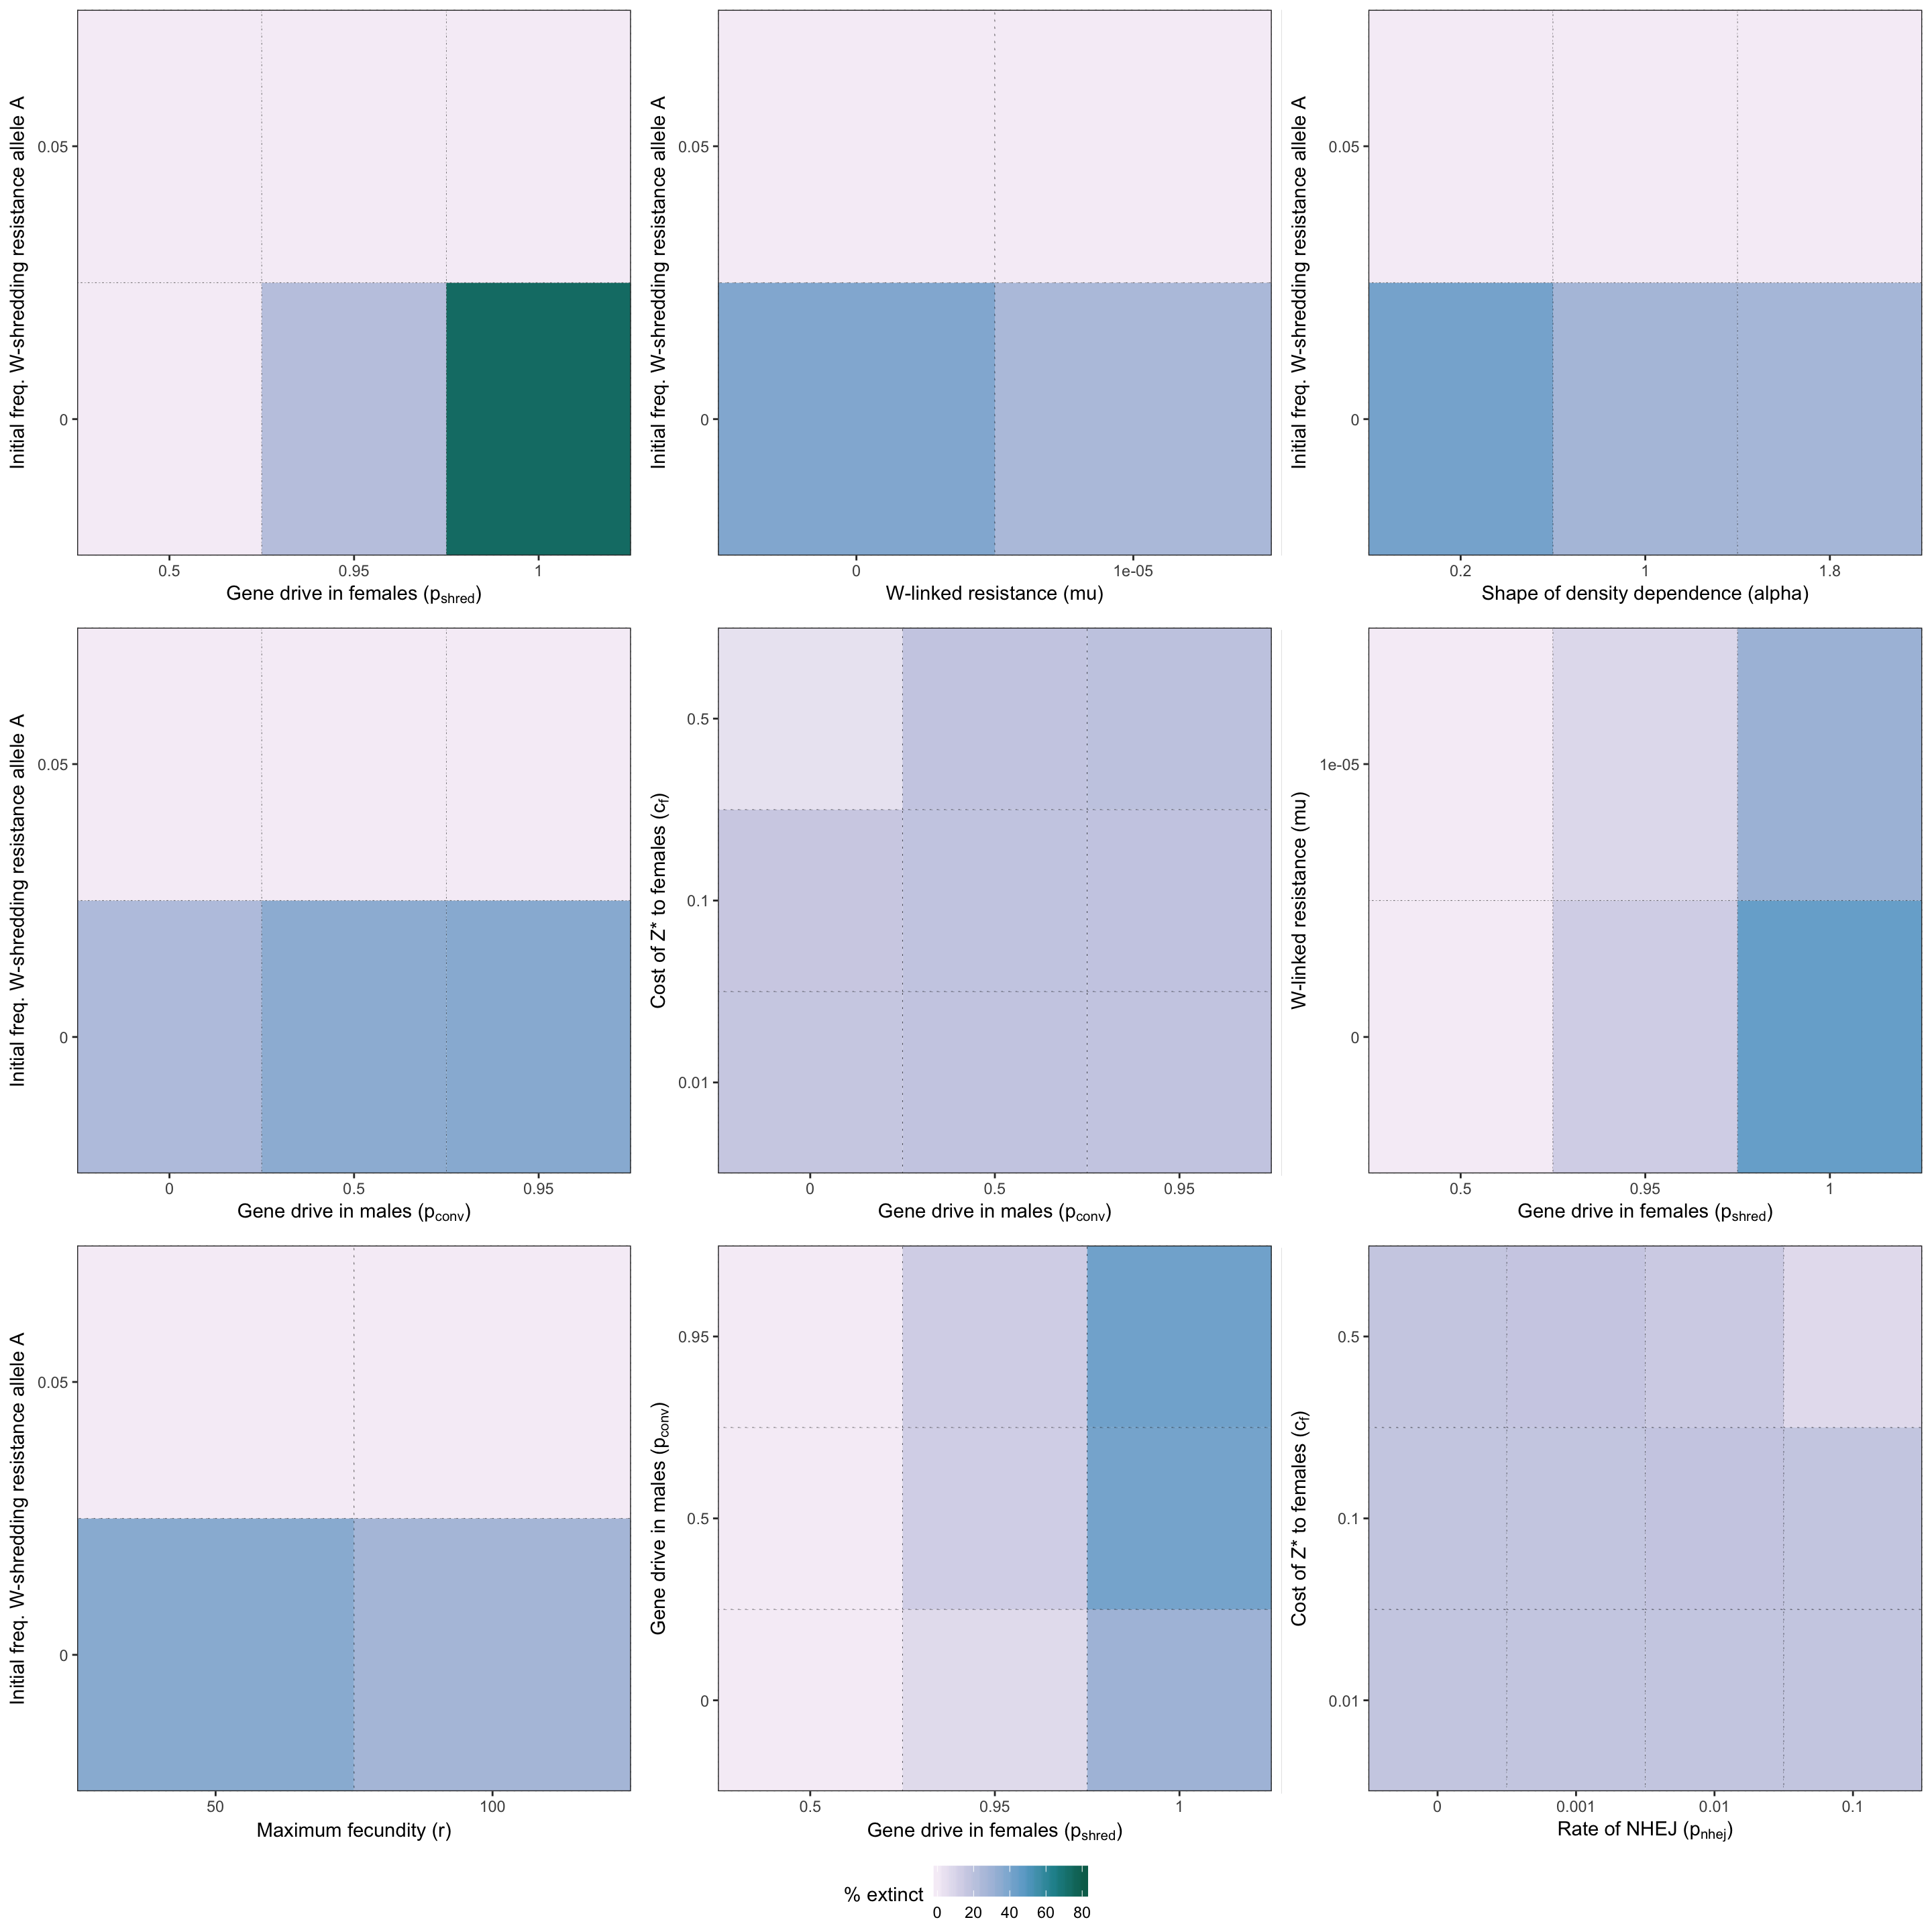 Initial freq. W-shredding resistance allele A
0.05
0
0.5 0.95 1
Gene drive in females (pshred)
Initial freq. W-shredding resistance allele A
0.05
0
0 1e-05
W-linked resistance (mu)
Initial freq. W-shredding resistance allele A
0.05
0
0.2 1 1.8
Shape of density dependence (alpha)
Initial freq. W-shredding resistance allele A
0.05
0
0 0.5 0.95
Gene drive in males (pconv)
Cost of Z* to females (cf)
0.5
0.1
0.01
0 0.5 0.95
Gene drive in males (pconv)
W-linked resistance (mu)
1e-05
0
0.5 0.95 1
Gene drive in females (pshred)
Initial freq. W-shredding resistance allele A
0.05
0
50 100
Maximum fecundity (r)
Gene drive in males (pconv)
0.95
0.5
0
0.5 0.95 1
Gene drive in females (pshred)
Cost of Z* to females (cf)
0.5
0.1
0.01
0 0.001 0.01 0.1
Rate of NHEJ (pnhej)
% extinct
0 20 40 60 80